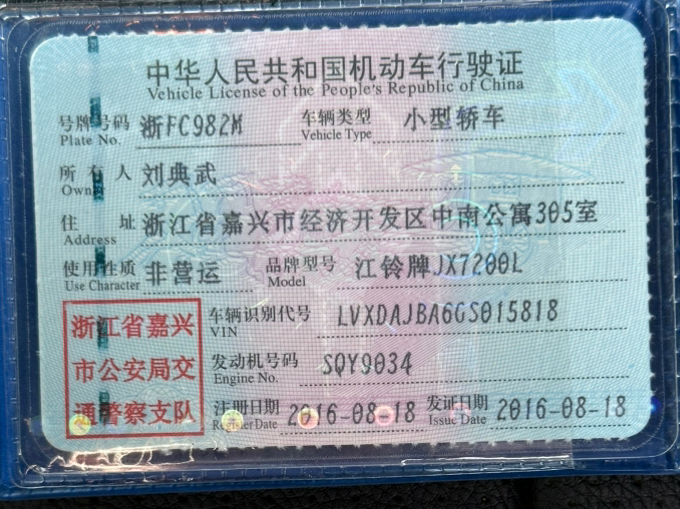 中华人民共和国机动车行驶证
Vehicle License of the People's Republic of China
号牌号码 浙FC982M 车辆类型 小型轿车
Plate No. Vehicle Type
所有人 刘典武
Owner
住址 浙江省嘉兴市经济开发区中南公寓305室
Address
使用性质 非营运 品牌型号 江铃牌JX7200L
Use Character Model
浙江省嘉兴 车辆识别代号 LVXDAJBA6GS015818
VIN
市公安局交 发动机号码 SQY9034
Engine No.
通警察支队 注册日期 2016-08-18 发证日期 2016-08-18
Register Date Issue Date